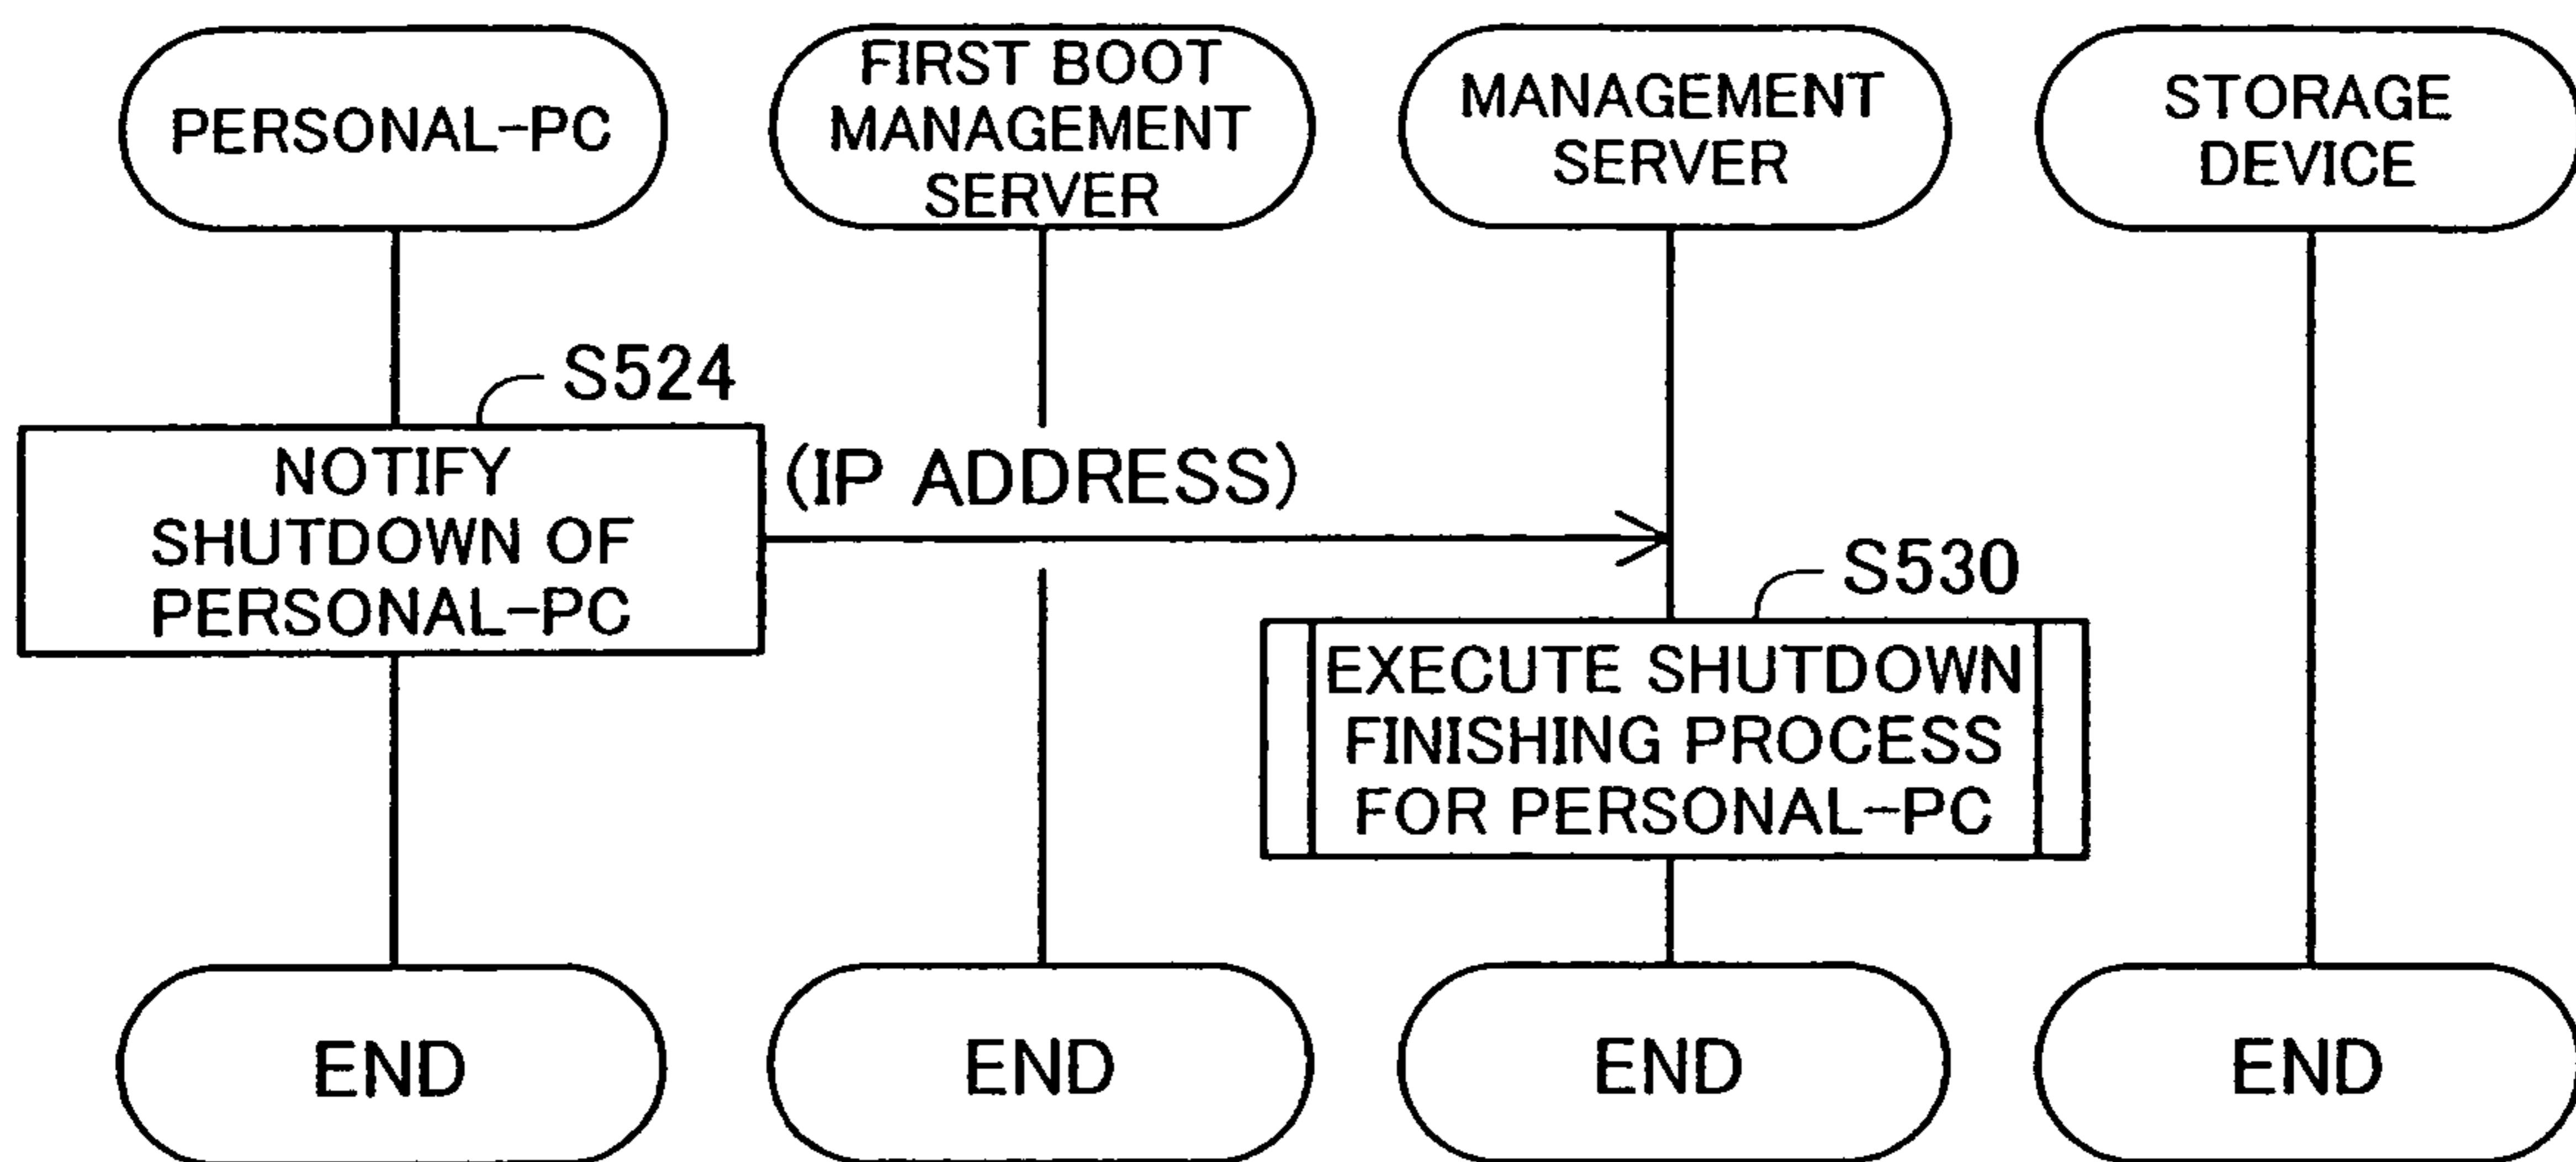 PERSONAL-PC
FIRST BOOT
MANAGEMENT
SERVER
MANAGEMENT
SERVER
STORAGE
DEVICE
S524
NOTIFY
SHUTDOWN OF
PERSONAL-PC
(IP ADDRESS)
S530
EXECUTE SHUTDOWN
FINISHING PROCESS
FOR PERSONAL-PC
END
END
END
END